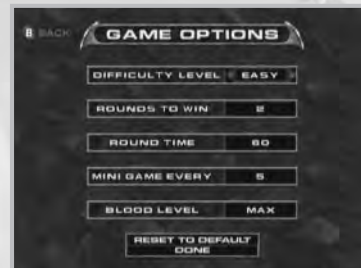 B BACK
GAME OPTIONS
DIFFICULTY LEVEL EASY
ROUNDS TO WIN 2
ROUND TIME 60
MINI GAME EVERY 5
BLOOD LEVEL MAX
RESET TO DEFAULT
DONE